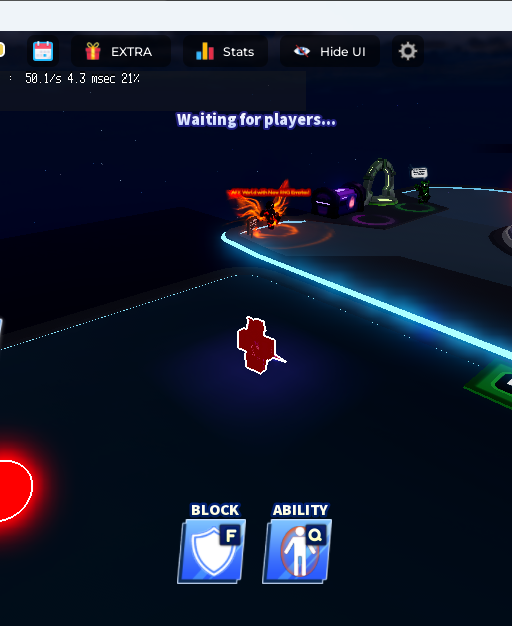 EXTRA
Stats
Hide UI
: 50.1/s 4.3 msec 21%
Waiting for players...
BLOCK
ABILITY
F
Q